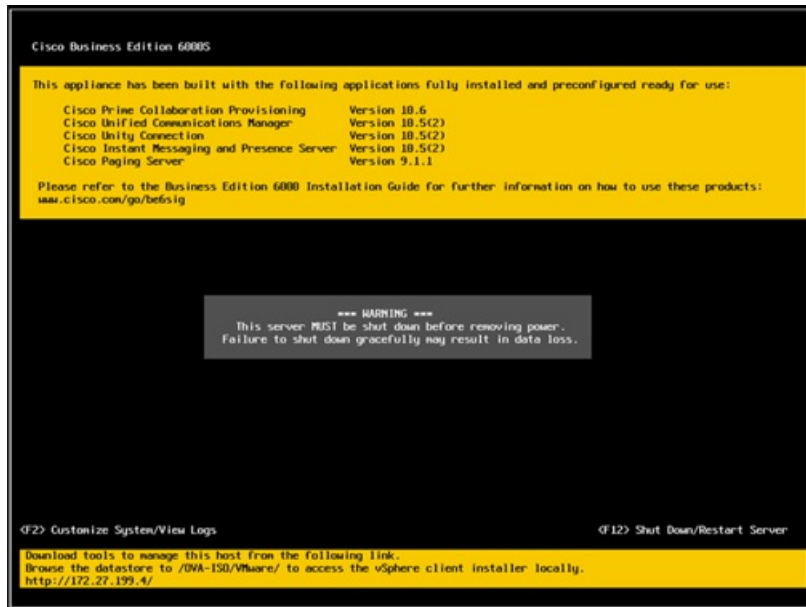 Cisco Business Edition 6000S
This appliance has been built with the following applications fully installed and preconfigured ready for use:
Cisco Prime Collaboration Provisioning Version 10.6
Cisco Unified Communications Manager Version 10.5(2)
Cisco Unity Connection Version 10.5(2)
Cisco Instant Messaging and Presence Server Version 10.5(2)
Cisco Paging Server Version 9.1.1
Please refer to the Business Edition 6000 Installation Guide for further information on how to use these products:
www.cisco.com/go/be6sig
=== WARNING ===
This server MUST be shut down before removing power.
Failure to shut down gracefully may result in data loss.
<F2> Customize System/View Logs
<F12> Shut Down/Restart Server
Download tools to manage this host from the following link.
Browse the datastore to /OVA-ISO/VMware/ to access the vSphere client installer locally.
http://172.27.199.4/